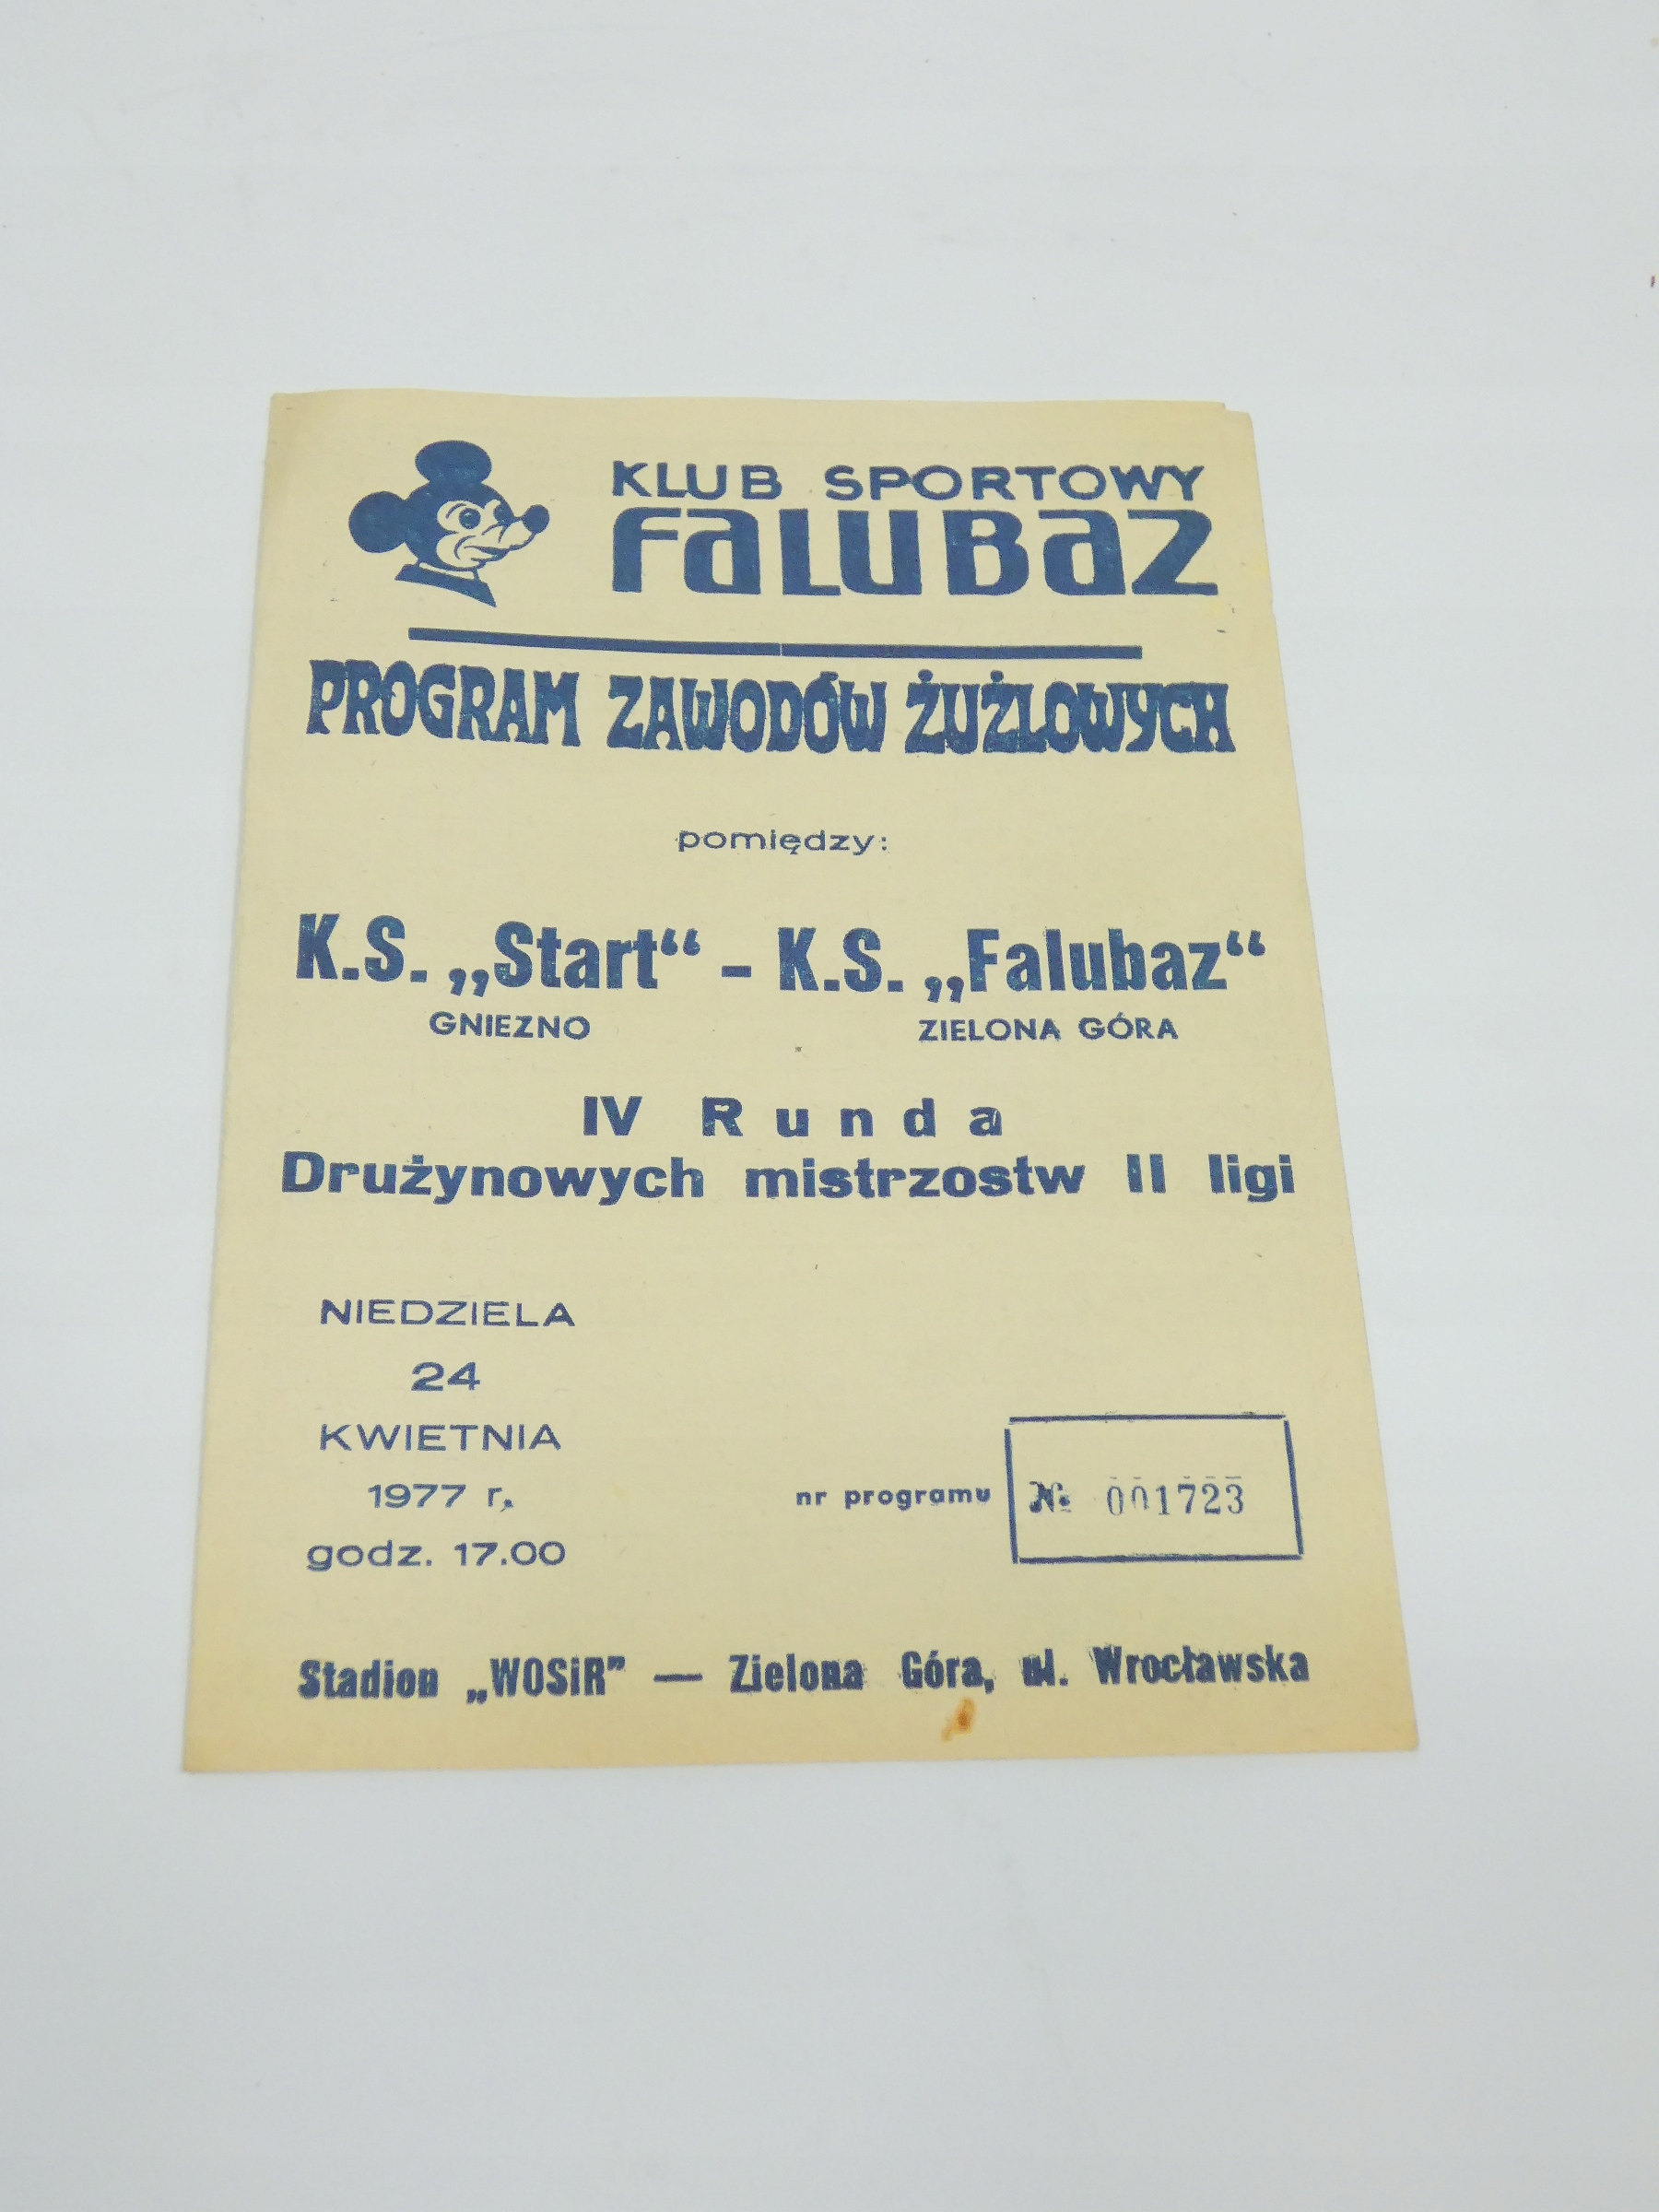 KLUB SPORTOWY
FALUBAZ
PROGRAM ZAWODÓW ŻUŻLOWYCH
pomiędzy:
K.S. „Start“ – K.S. „Falubaz“
GNIEZNO ZIELONA GÓRA
IV Runda
Drużynowych mistrzostw II ligi
NIEDZIELA
24
KWIETNIA
1977 r.
godz. 17.00
nr programu № 001723
Stadion „WOSiR” — Zielona Góra, ul. Wrocławska